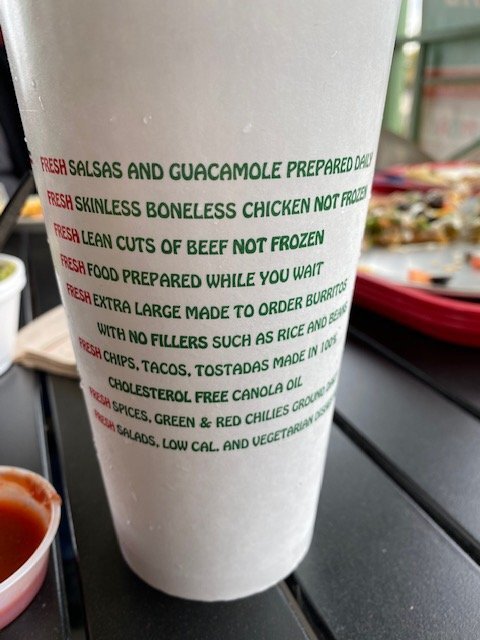 FRESH SALSAS AND GUACAMOLE PREPARED DAILY
FRESH SKINLESS BONELESS CHICKEN NOT FROZEN
FRESH LEAN CUTS OF BEEF NOT FROZEN
FRESH FOOD PREPARED WHILE YOU WAIT
FRESH EXTRA LARGE MADE TO ORDER BURRITOS
WITH NO FILLERS SUCH AS RICE AND BEANS
FRESH CHIPS, TACOS, TOSTADAS MADE IN 100%
CHOLESTEROL FREE CANOLA OIL
FRESH SPICES, GREEN & RED CHILIES GROUND
FRESH SALADS, LOW CAL. AND VEGETARIAN